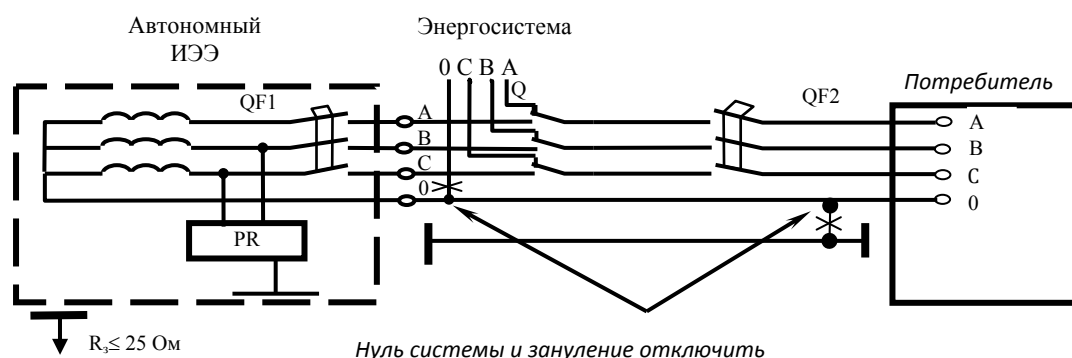 Автономный
ИЭЭ
Энергосистема
0 C B A
Q
Потребитель
QF1
QF2
A
B
C
0
A
B
C
0
PR
Rз≤ 25 Ом
Нуль системы и зануление отключить